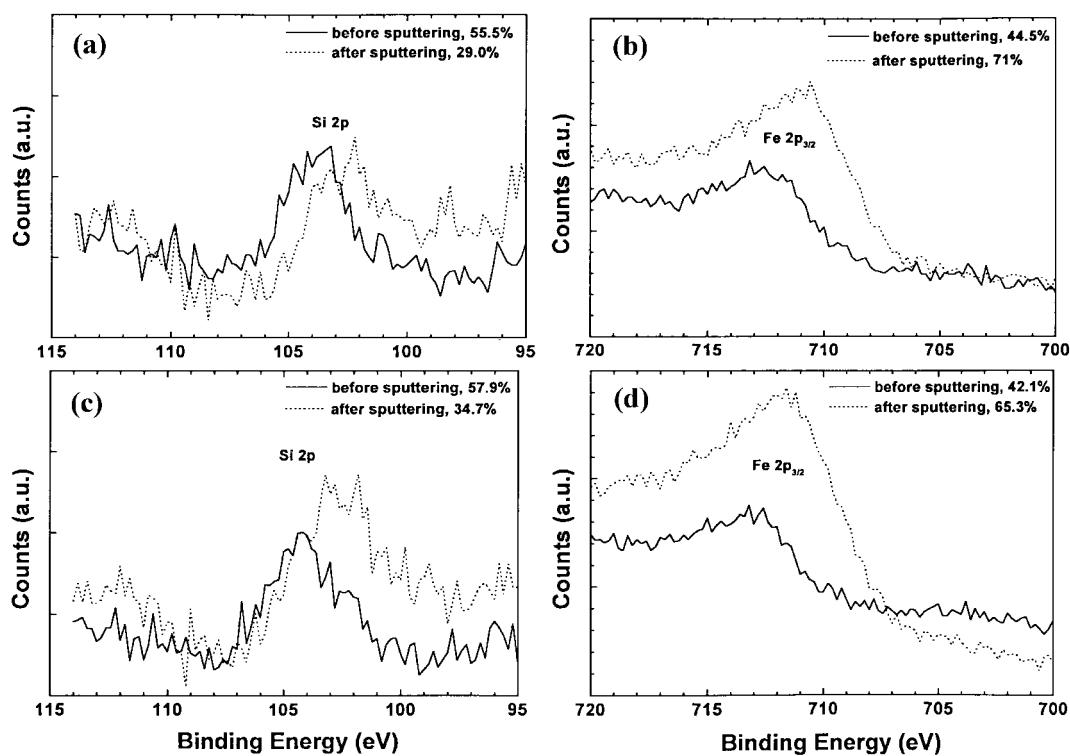 (a)
before sputtering, 55.5%
after sputtering, 29.0%
Si 2p
Counts (a.u.)
115 110 105 100 95
(b)
before sputtering, 44.5%
after sputtering, 71%
Fe 2p3/2
Counts (a.u.)
720 715 710 705 700
(c)
before sputtering, 57.9%
after sputtering, 34.7%
Si 2p
Counts (a.u.)
115 110 105 100 95
Binding Energy (eV)
(d)
before sputtering, 42.1%
after sputtering, 65.3%
Fe 2p3/2
Counts (a.u.)
720 715 710 705 700
Binding Energy (eV)